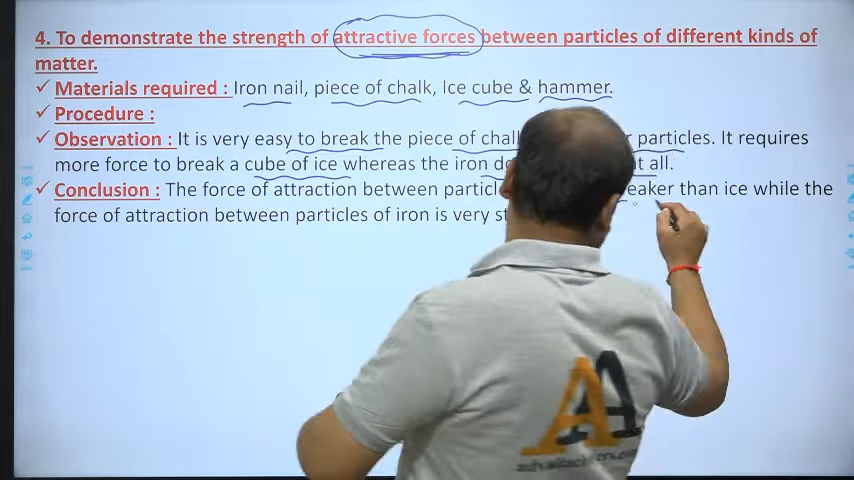 4. To demonstrate the strength of attractive forces between particles of different kinds of
matter.
✓ Materials required : Iron nail, piece of chalk, Ice cube & hammer.
✓ Procedure :
✓ Observation : It is very easy to break the piece of particles. It requires
more force to break a cube of ice whereas the iron at all.
✓ Conclusion : The force of attraction between than ice while the
force of attraction between particles of iron is very
AA